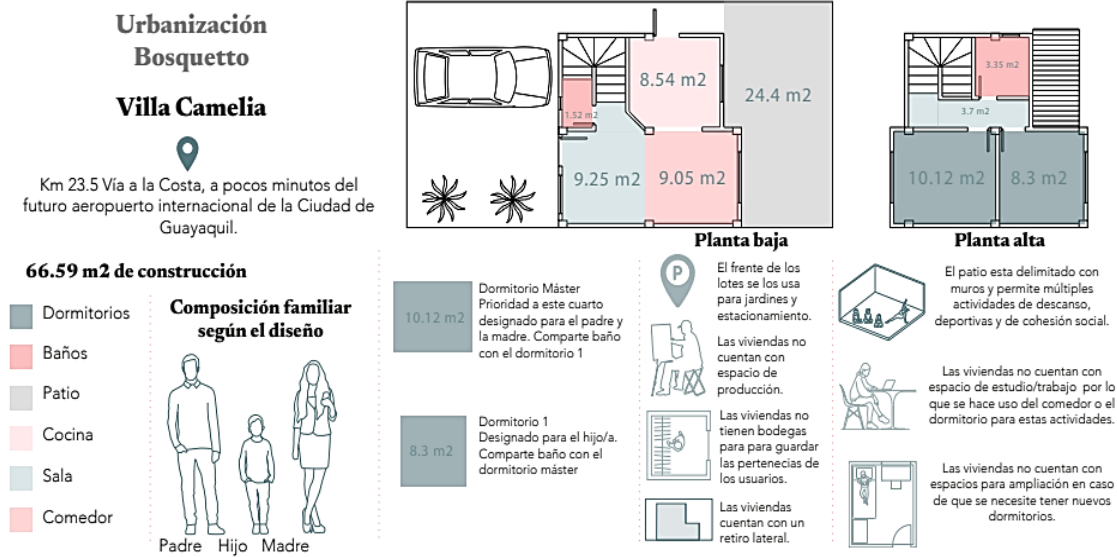 Urbanización
Bosquetto
Villa Camelia
Km 23.5 Vía a la Costa, a pocos minutos del
futuro aeropuerto internacional de la Ciudad de
Guayaquil.
66.59 m2 de construcción
Dormitorios
Baños
Patio
Cocina
Sala
Comedor
Composición familiar
según el diseño
Padre Hijo Madre
8.54 m2
24.4 m2
1.52 m2
9.25 m2
9.05 m2
Planta baja
3.35 m2
3.7 m2
10.12 m2
8.3 m2
Planta alta
10.12 m2
Dormitorio Máster
Prioridad a este cuarto
designado para el padre y
la madre. Comparte baño
con el dormitorio 1
8.3 m2
Dormitorio 1
Designado para el hijo/a.
Comparte baño con el
dormitorio máster
P
El frente de los
lotes se los usa
para jardines y
estacionamiento.
Las viviendas no
cuentan con
espacio de
producción.
Las viviendas no
tienen bodegas
para para guardar
las pertenecias de
los usuarios.
Las viviendas
cuentan con un
retiro lateral.
El patio esta delimitado con
muros y permite múltiples
actividades de descanso,
deportivas y de cohesión social.
Las viviendas no cuentan con
espacio de estudio/trabajo por lo
que se hace uso del comedor o el
dormitorio para estas actividades.
Las viviendas no cuentan con
espacios para ampliación en caso
de que se necesite tener nuevos
dormitorios.